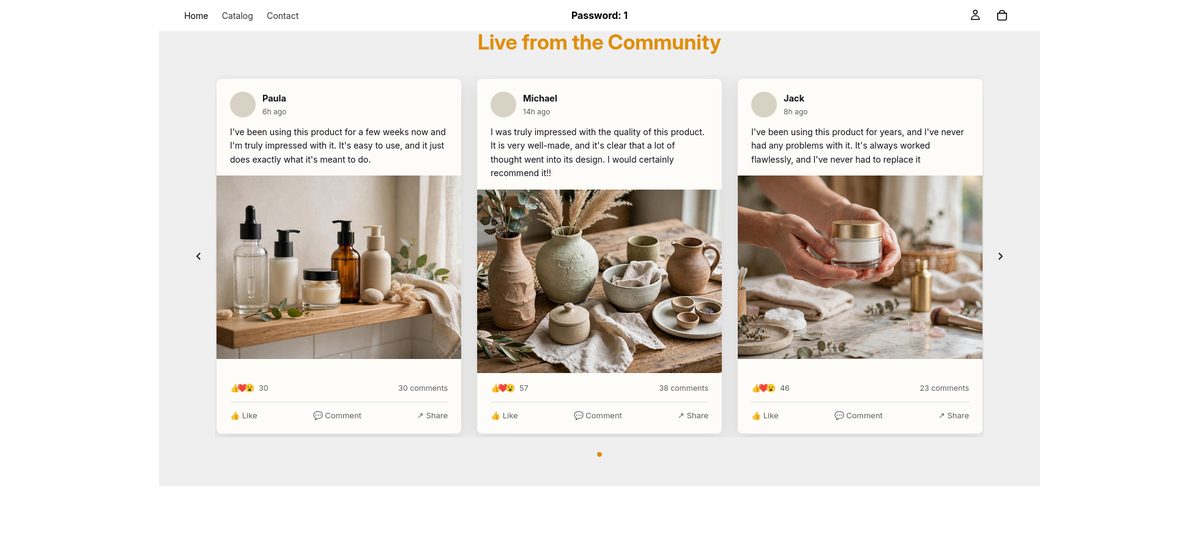 Home Catalog Contact Password: 1
Live from the Community
Paula
6h ago
I've been using this product for a few weeks now and
I'm truly impressed with it. It's easy to use, and it just
does exactly what it's meant to do.
👍❤️😮 30 30 comments
👍 Like 💬 Comment ↗ Share
Michael
14h ago
I was truly impressed with the quality of this product.
It is very well-made, and it's clear that a lot of
thought went into its design. I would certainly
recommend it!!
👍❤️😮 57 38 comments
👍 Like 💬 Comment ↗ Share
Jack
8h ago
I've been using this product for years, and I've never
had any problems with it. It's always worked
flawlessly, and I've never had to replace it
👍❤️😮 46 23 comments
👍 Like 💬 Comment ↗ Share